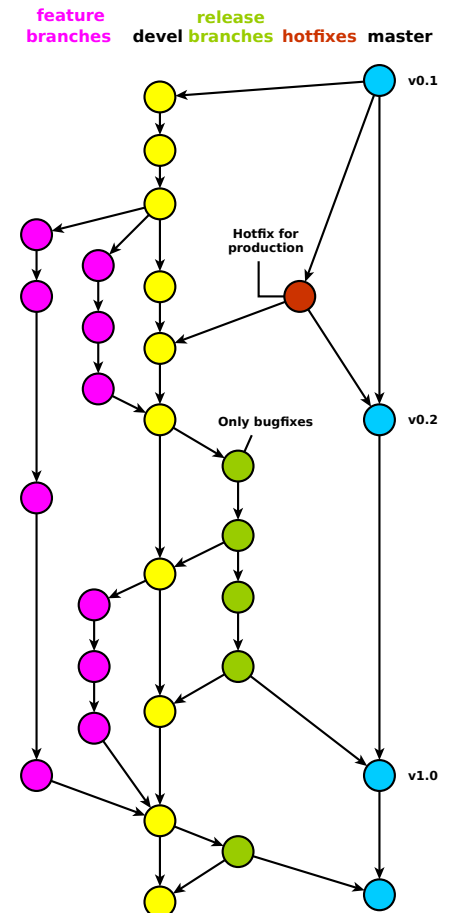 feature
branches
devel
release
branches
hotfixes
master
v0.1
Hotfix for
production
v0.2
Only bugfixes
v1.0